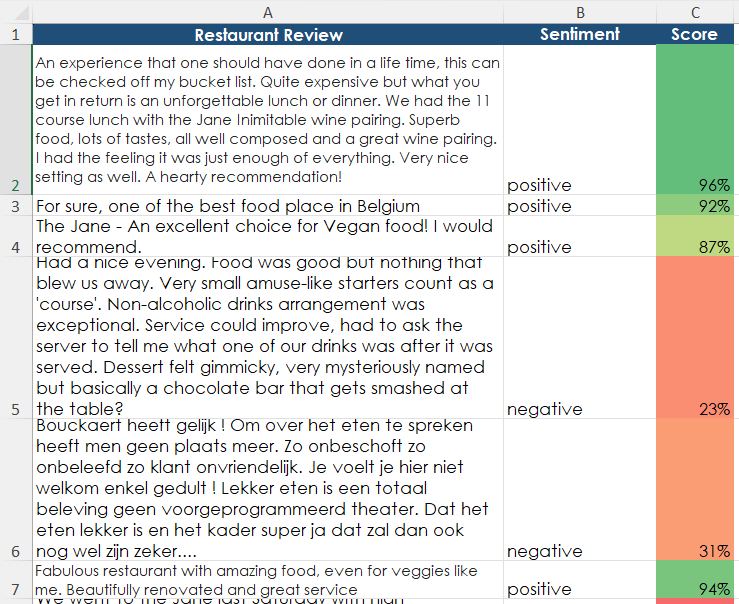 A B C
1 Restaurant Review Sentiment Score
An experience that one should have done in a life time, this can
be checked off my bucket list. Quite expensive but what you
get in return is an unforgettable lunch or dinner. We had the 11
course lunch with the Jane Inimitable wine pairing. Superb
food, lots of tastes, all well composed and a great wine pairing.
I had the feeling it was just enough of everything. Very nice
setting as well. A hearty recommendation!
2 positive 96%
3 For sure, one of the best food place in Belgium positive 92%
The Jane - An excellent choice for Vegan food! I would
4 recommend. positive 87%
Had a nice evening. Food was good but nothing that
blew us away. Very small amuse-like starters count as a
'course'. Non-alcoholic drinks arrangement was
exceptional. Service could improve, had to ask the
server to tell me what one of our drinks was after it was
served. Dessert felt gimmicky, very mysteriously named
but basically a chocolate bar that gets smashed at
5 the table? negative 23%
Bouckaert heeft gelijk ! Om over het eten te spreken
heeft men geen plaats meer. Zo onbeschoft zo
onbeleefd zo klant onvriendelijk. Je voelt je hier niet
welkom enkel gedult ! Lekker eten is een totaal
beleving geen voorgeprogrammeerd theater. Dat het
eten lekker is en het kader super ja dat zal dan ook
6 nog wel zijn zeker.... negative 31%
Fabulous restaurant with amazing food, even for veggies like
7 me. Beautifully renovated and great service positive 94%
We went to the Jane last Saturday with high